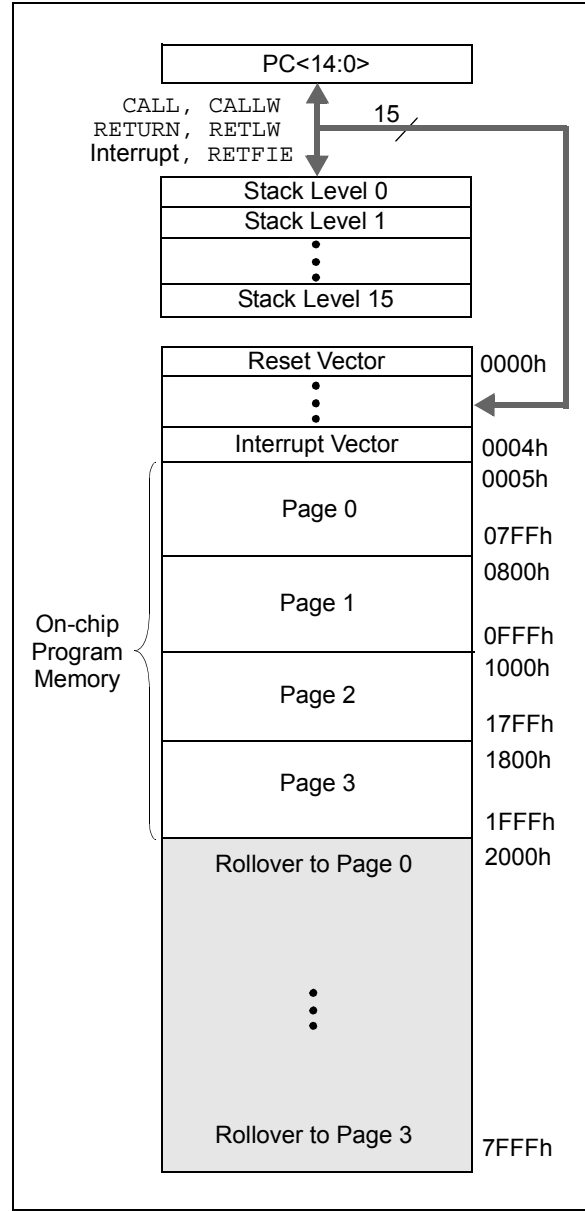 PC<14:0>
CALL, CALLW
15
RETURN, RETLW
Interrupt, RETFIE
Stack Level 0
Stack Level 1
Stack Level 15
Reset Vector
0000h
Interrupt Vector
0004h
0005h
Page 0
07FFh
0800h
Page 1
0FFFh
On-chip
Program
Memory
1000h
Page 2
17FFh
1800h
Page 3
1FFFh
Rollover to Page 0
2000h
Rollover to Page 3
7FFFh